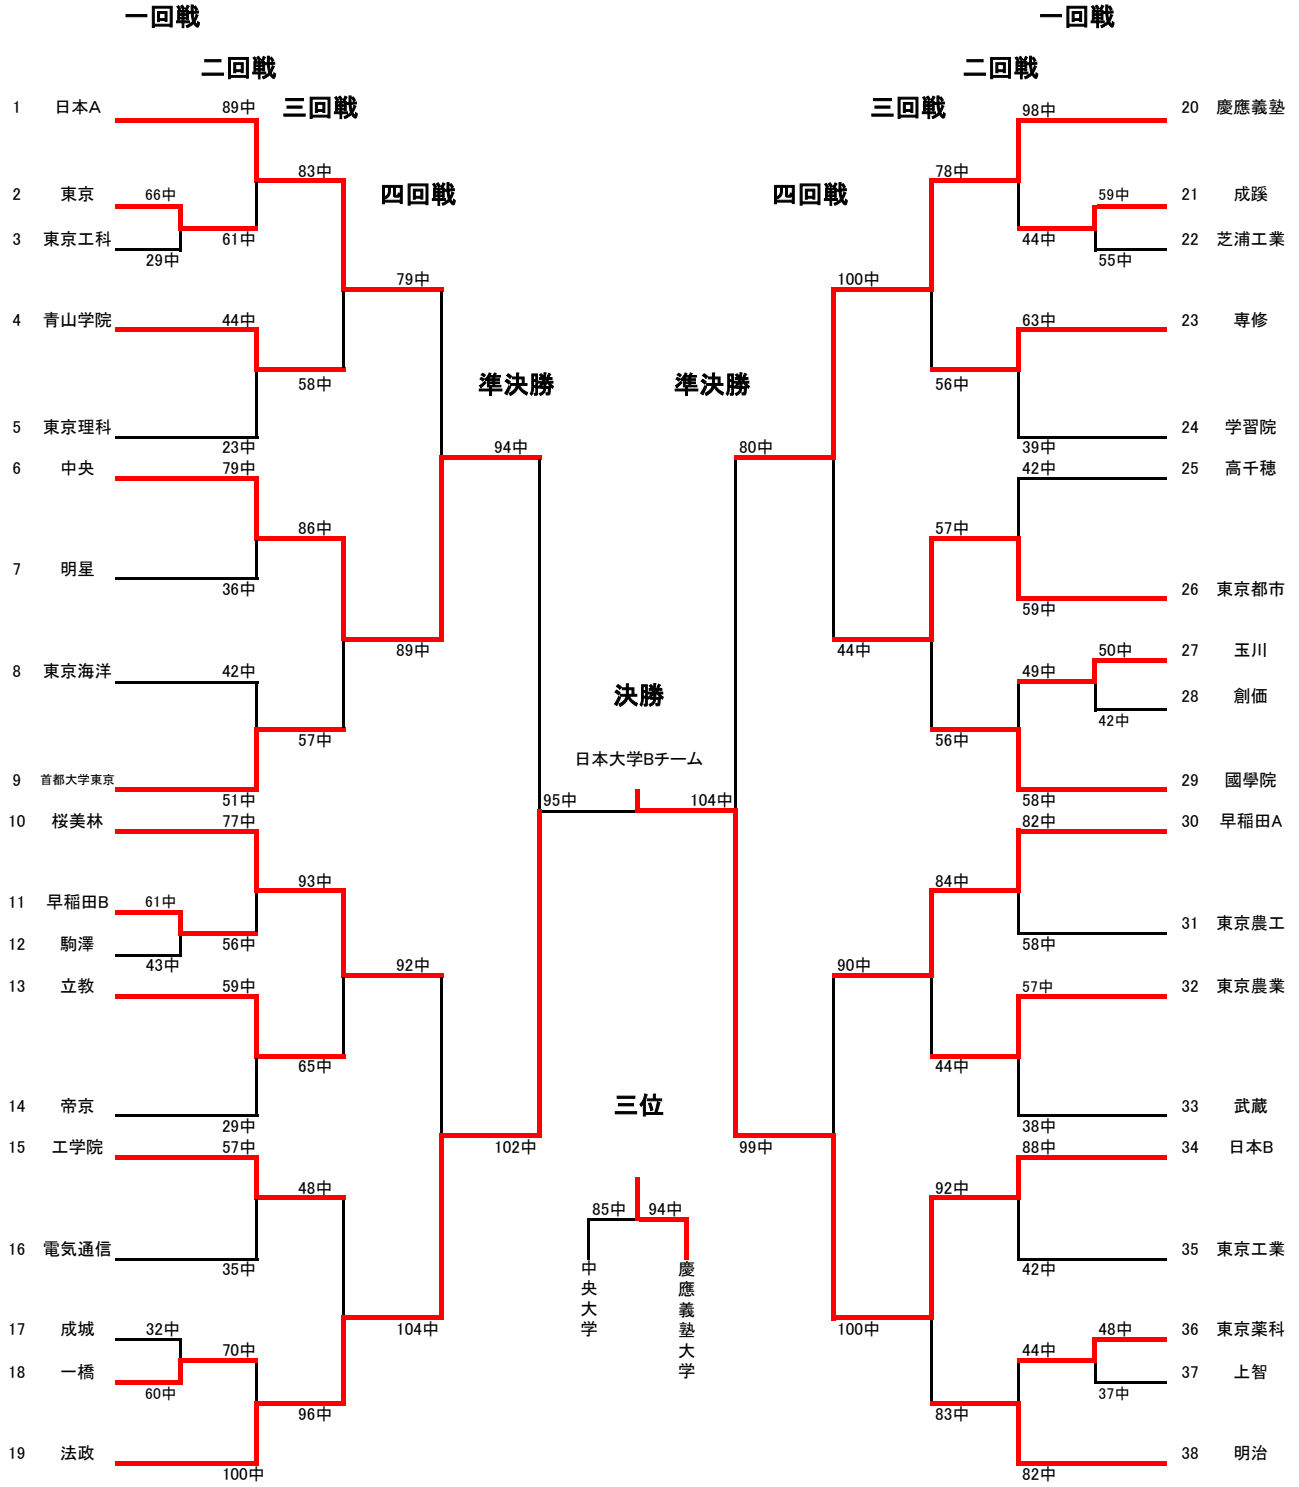 一回戦
一回戦
二回戦
二回戦
三回戦
三回戦
四回戦
四回戦
準決勝
準決勝
決勝
日本大学Bチーム
95中
104中
三位
85中
94中
中央大学
慶應義塾大学
1 日本A 89中
83中
2 東京 66中
61中
3 東京工科 29中
79中
4 青山学院 44中
58中
5 東京理科 23中
94中
6 中央 79中
86中
7 明星 36中
89中
8 東京海洋 42中
57中
9 首都大学東京 51中
10 桜美林 77中
93中
11 早稲田B 61中
56中
12 駒澤 43中
92中
13 立教 59中
65中
14 帝京 29中
102中
15 工学院 57中
48中
16 電気通信 35中
104中
17 成城 32中
70中
18 一橋 60中
96中
19 法政 100中
98中 20 慶應義塾
78中
59中 21 成蹊
44中
55中 22 芝浦工業
100中
63中 23 専修
56中
39中 24 学習院
80中
42中 25 高千穂
57中
59中 26 東京都市
44中
50中 27 玉川
49中
42中 28 創価
56中
58中 29 國學院
82中 30 早稲田A
84中
58中 31 東京農工
90中
57中 32 東京農業
44中
38中 33 武蔵
99中
88中 34 日本B
92中
42中 35 東京工業
100中
48中 36 東京薬科
44中
37中 37 上智
83中
82中 38 明治